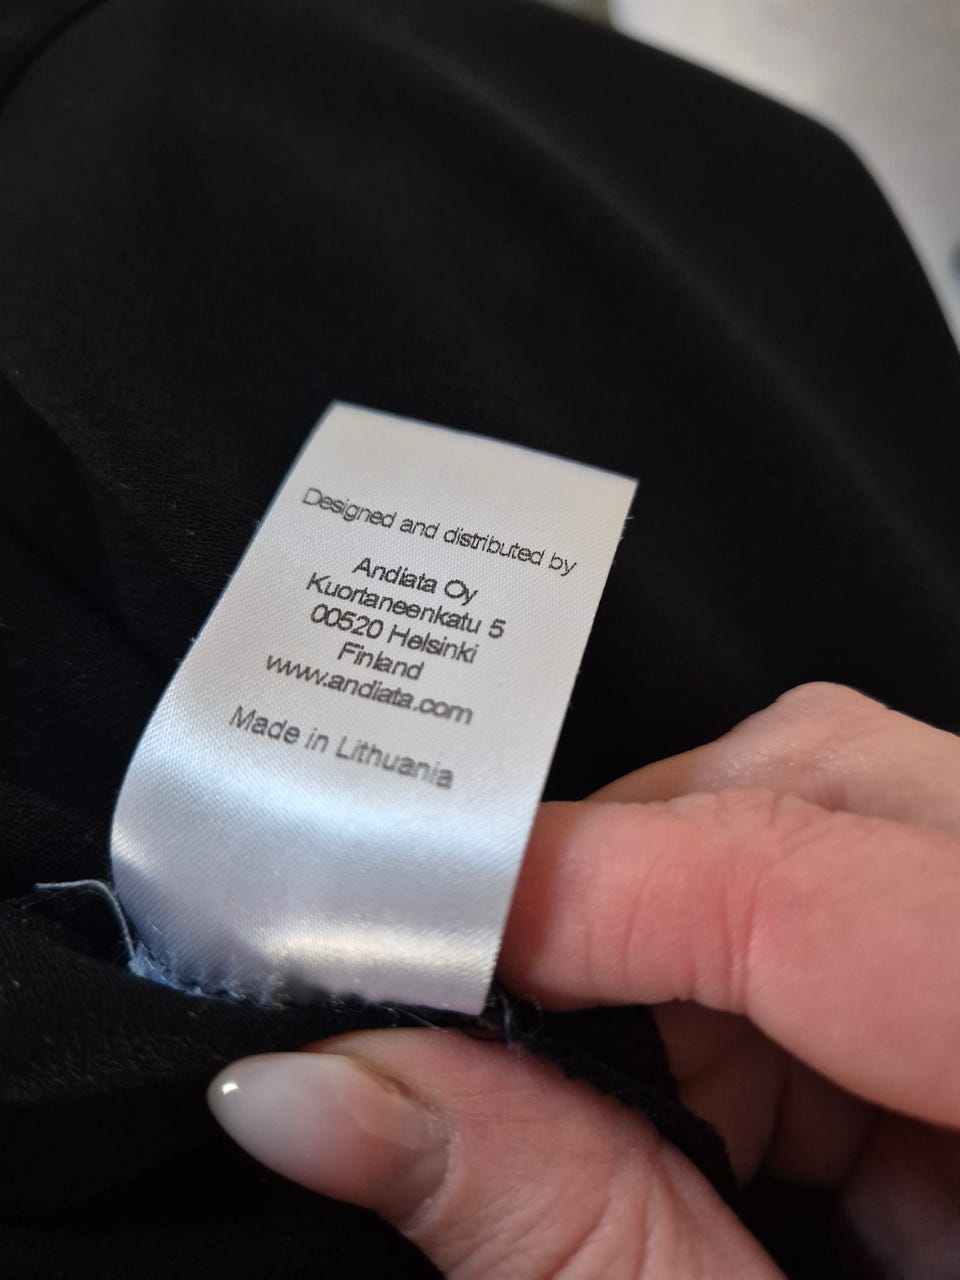 Designed and distributed by
Andiata Oy
Kuortaneenkatu 5
00520 Helsinki
Finland
www.andiata.com
Made in Lithuania